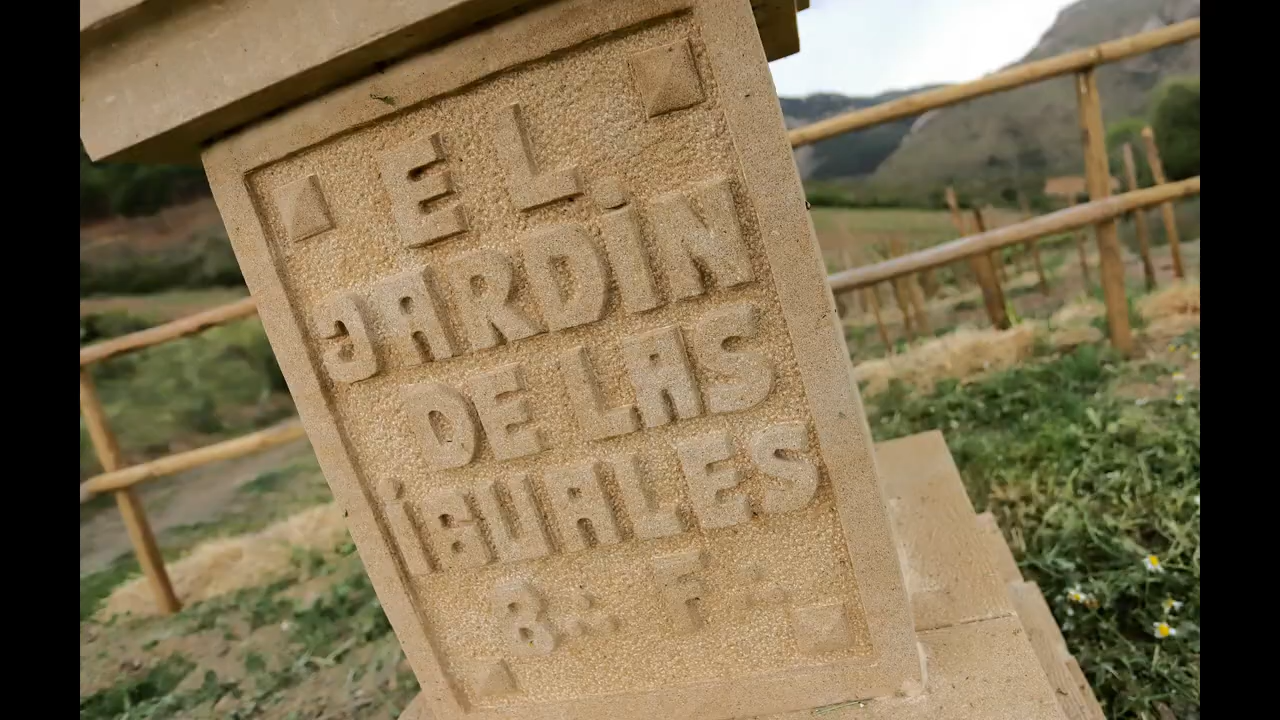 EL
JARDiN
DE LAS
iGUALES
B.·. F.·.